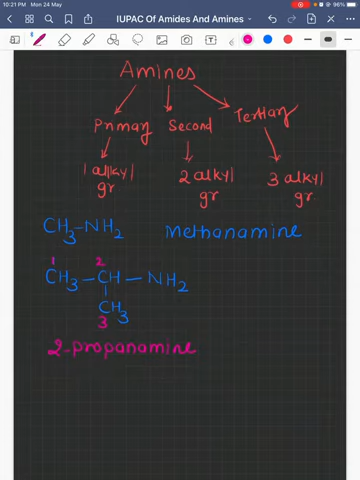 10:21 PM Mon 24 May
96%
IUPAC Of Amides And Amines
Amines
Primary Second Tertiary
1 alkyl gr
2 alkyl gr
3 alkyl gr
CH3-NH2 Methanamine
1 2
CH3-CH-NH2
CH3
3
2-propanamine